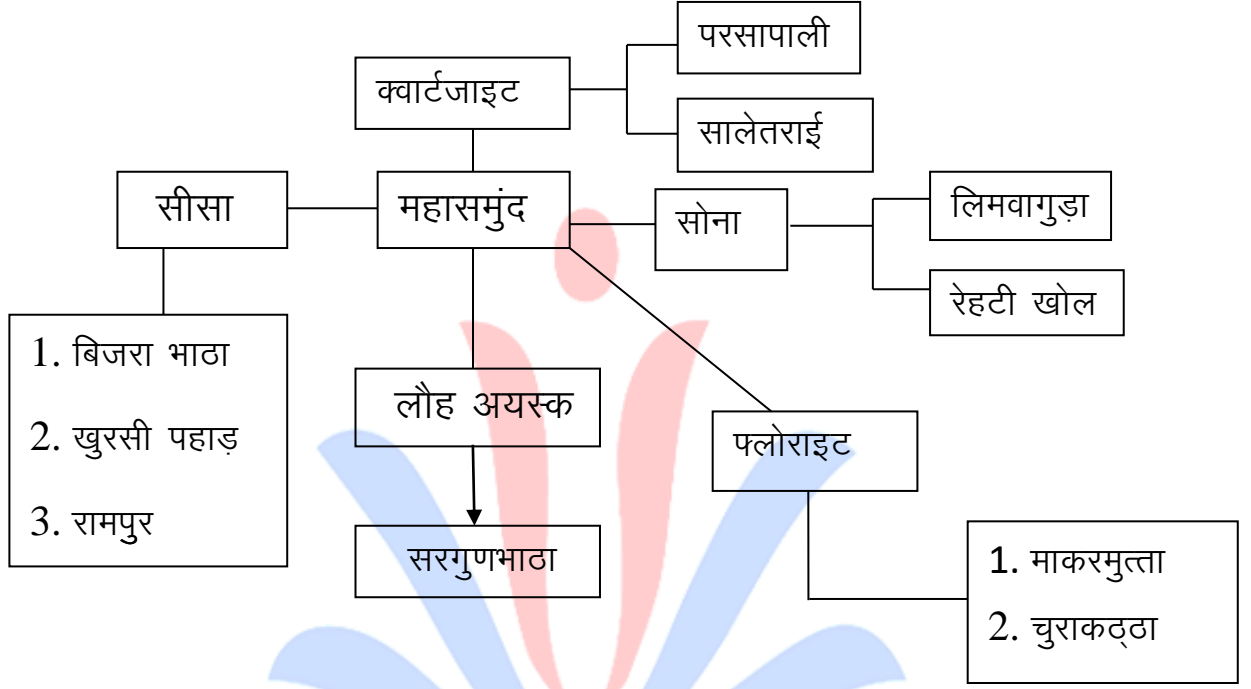 परसापाली
क्वार्टजाइट
सालेतराई
सीसा
महासमुंद
सोना
लिमवागुड़ा
रेहटी खोल
1. बिजरा भाठा
2. खुरसी पहाड़
3. रामपुर
लौह अयस्क
फ्लोराइट
सरगुणभाठा
1. माकरमुत्ता
2. चुराकठ्ठा